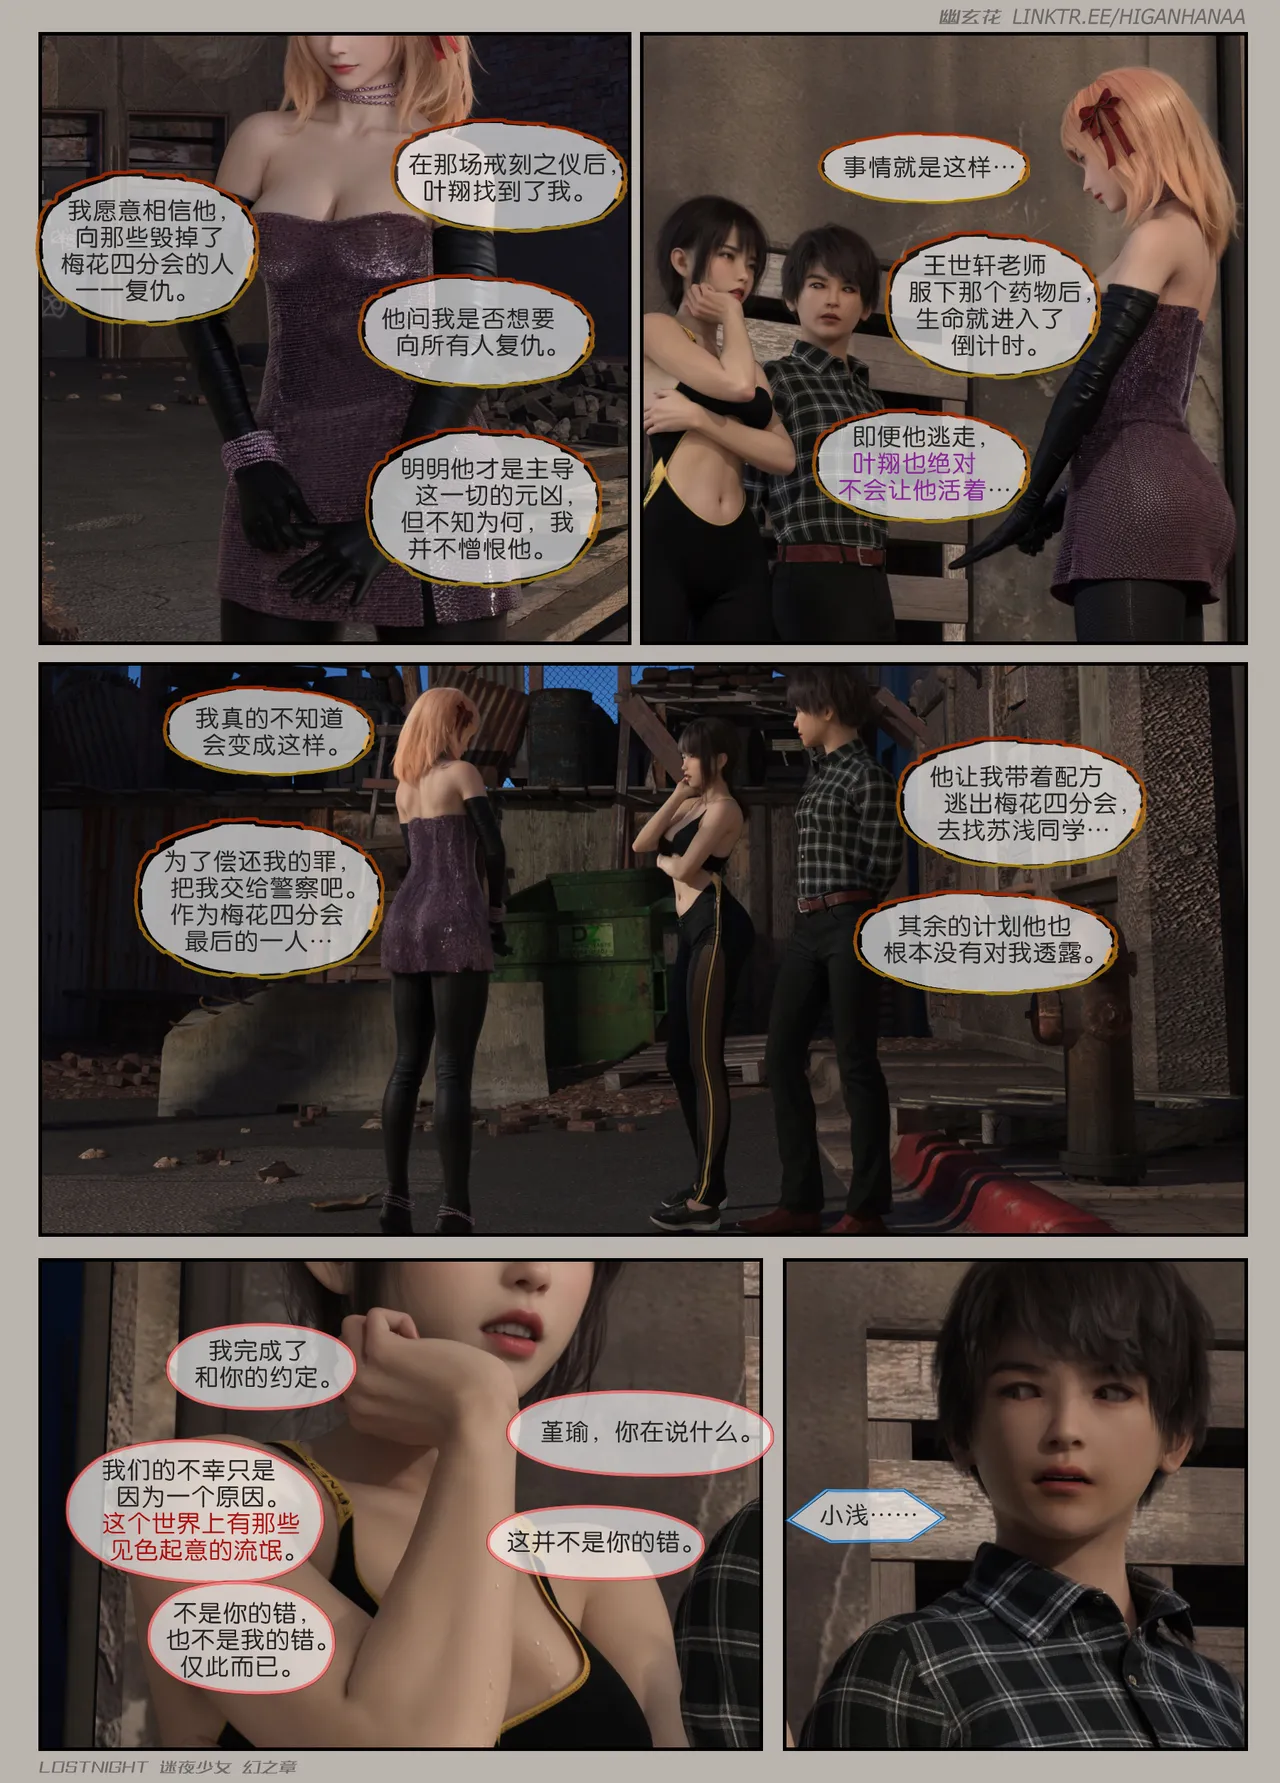 幽玄花 LINKTR.EE/HIGANHANAA
在那场戒刻之仪后，
叶翔找到了我。
我愿意相信他，
向那些毁掉了
梅花四分会的人
一一复仇。
他问我是否想要
向所有人复仇。
明明他才是主导
这一切的元凶，
但不知为何，我
并不憎恨他。
事情就是这样…
王世轩老师
服下那个药物后，
生命就进入了
倒计时。
即便他逃走，
叶翔也绝对
不会让他活着…
我真的不知道
会变成这样。
他让我带着配方
逃出梅花四分会，
去找苏浅同学…
为了偿还我的罪，
把我交给警察吧。
作为梅花四分会
最后的一人…
其余的计划他也
根本没有对我透露。
我完成了
和你的约定。
堇瑜，你在说什么。
我们的不幸只是
因为一个原因。
这个世界上有那些
见色起意的流氓。
这并不是你的错。
不是你的错，
也不是我的错。
仅此而已。
小浅……
LOSTNIGHT 迷夜少女 幻之章